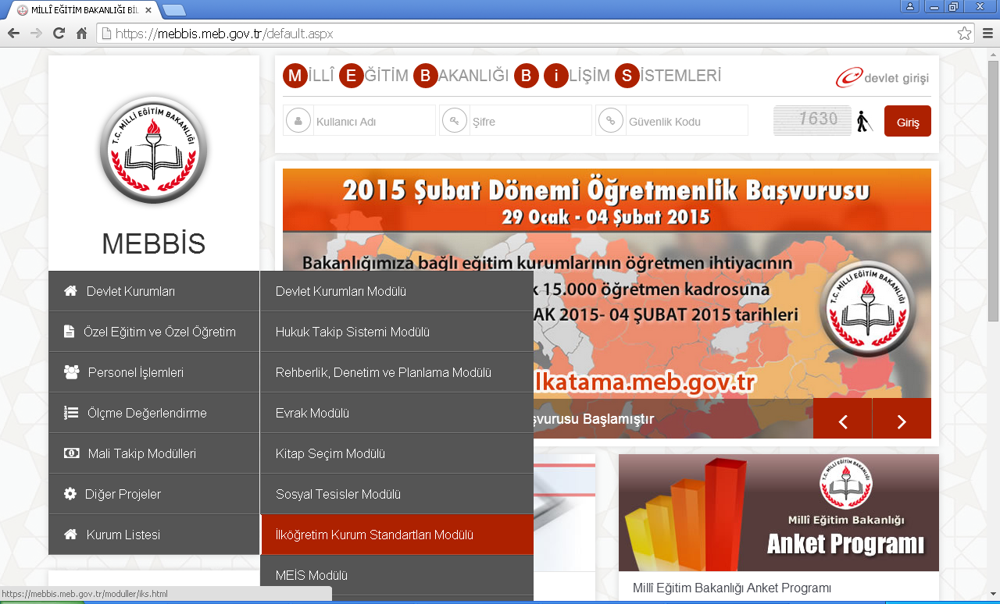 MİLLÎ EĞİTİM BAKANLIĞI BİL
https://mebbis.meb.gov.tr/default.aspx
T.C. MİLLİ EĞİTİM BAKANLIĞI
MEBBİS
MİLLÎ EĞİTİM BAKANLIĞI BİLİŞİM SİSTEMLERİ
devlet girişi
Kullanıcı Adı
Şifre
Güvenlik Kodu
1630
Giriş
2015 Şubat Dönemi Öğretmenlik Başvurusu
29 Ocak - 04 Şubat 2015
Bakanlığımıza bağlı eğitim kurumlarının öğretmen ihtiyacının
k 15.000 öğretmen kadrosuna
AK 2015- 04 ŞUBAT 2015 tarihleri
T.C. MİLLİ EĞİTİM BAKANLIĞI
lkatama.meb.gov.tr
şvurusu Başlamıştır
Devlet Kurumları
Özel Eğitim ve Özel Öğretim
Personel İşlemleri
Ölçme Değerlendirme
Mali Takip Modülleri
Diğer Projeler
Kurum Listesi
Devlet Kurumları Modülü
Hukuk Takip Sistemi Modülü
Rehberlik, Denetim ve Planlama Modülü
Evrak Modülü
Kitap Seçim Modülü
Sosyal Tesisler Modülü
İlköğretim Kurum Standartları Modülü
MEİS Modülü
T.C. MİLLİ EĞİTİM BAKANLIĞI
Millî Eğitim Bakanlığı
Anket Programı
Millî Eğitim Bakanlığı Anket Programı
https://mebbis.meb.gov.tr/moduller/iks.html